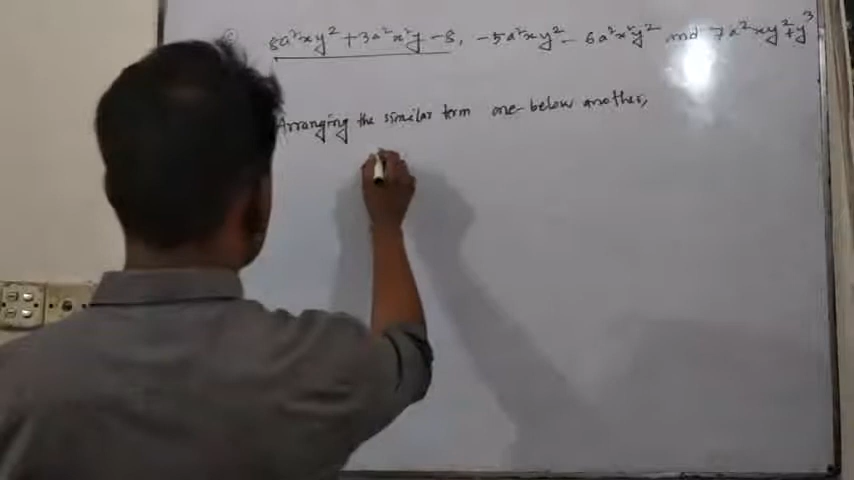 8a²xy² + 3a²x²y - 8, -5a²xy² - 6a²x²y² and 7a²xy² + y³
Arranging the similar term one below another,